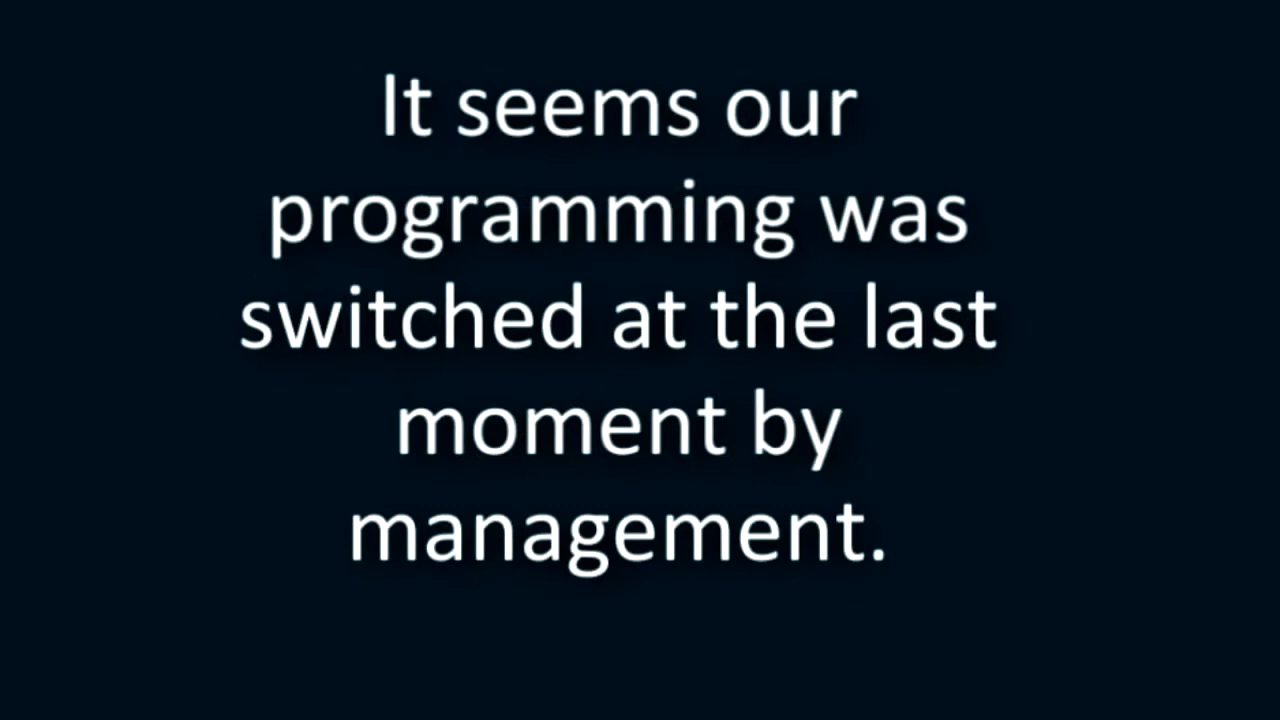 It seems our
programming was
switched at the last
moment by
management.